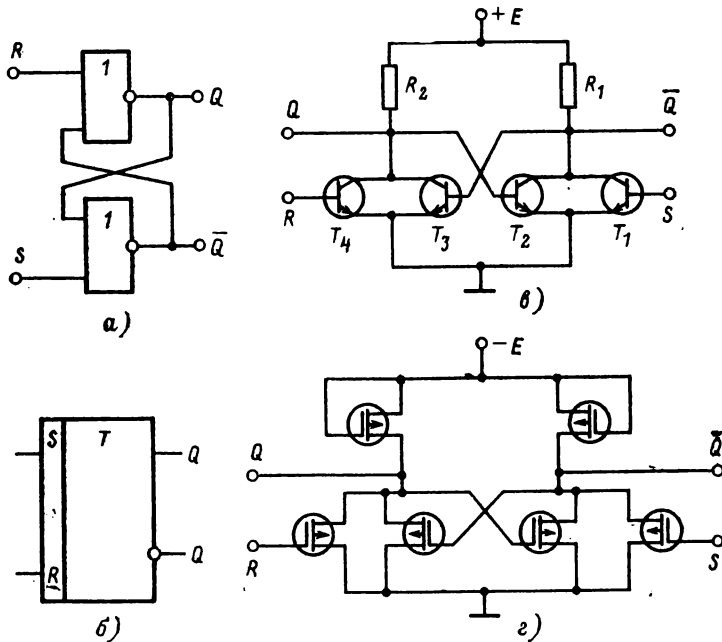 R
1
Q
1
S
Q̅
а)
+E
R₂
R₁
Q
Q̅
R
T₄
T₃
T₂
T₁
S
в)
S
T
Q
R
Q
б)
-E
Q
Q̅
R
S
г)